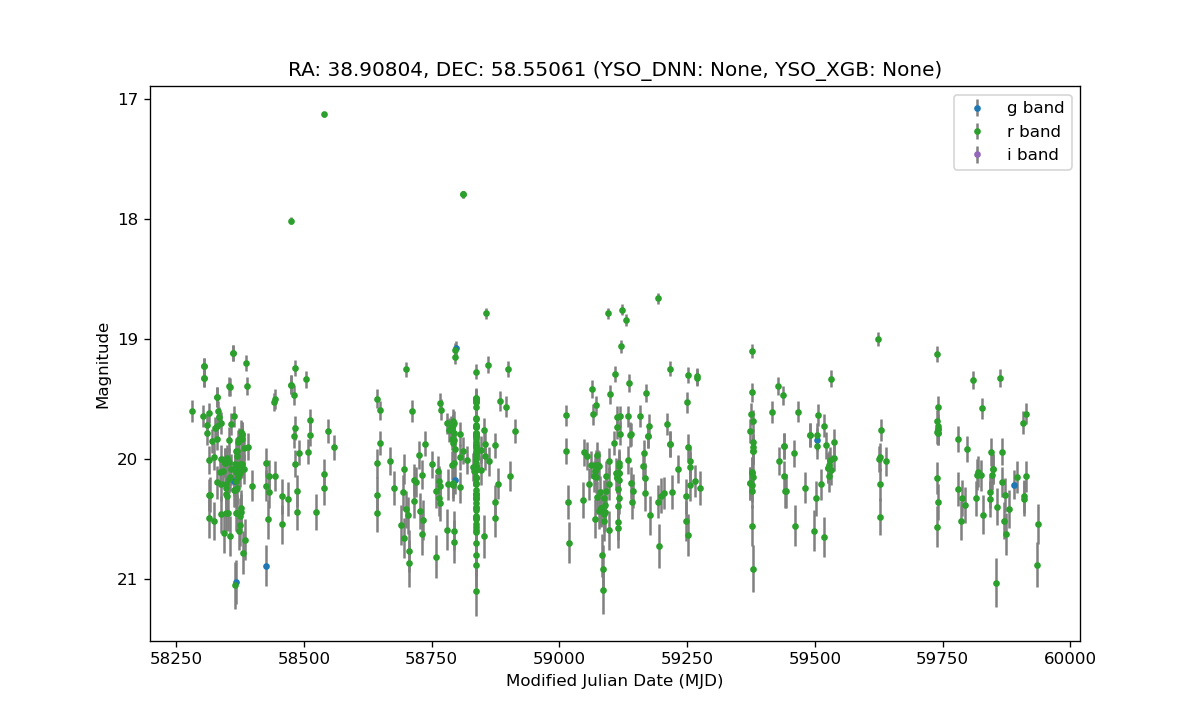 RA: 38.90804, DEC: 58.55061 (YSO_DNN: None, YSO_XGB: None)
17
18
19
20
21
Magnitude
g band
r band
i band
58250 58500 58750 59000 59250 59500 59750 60000
Modified Julian Date (MJD)